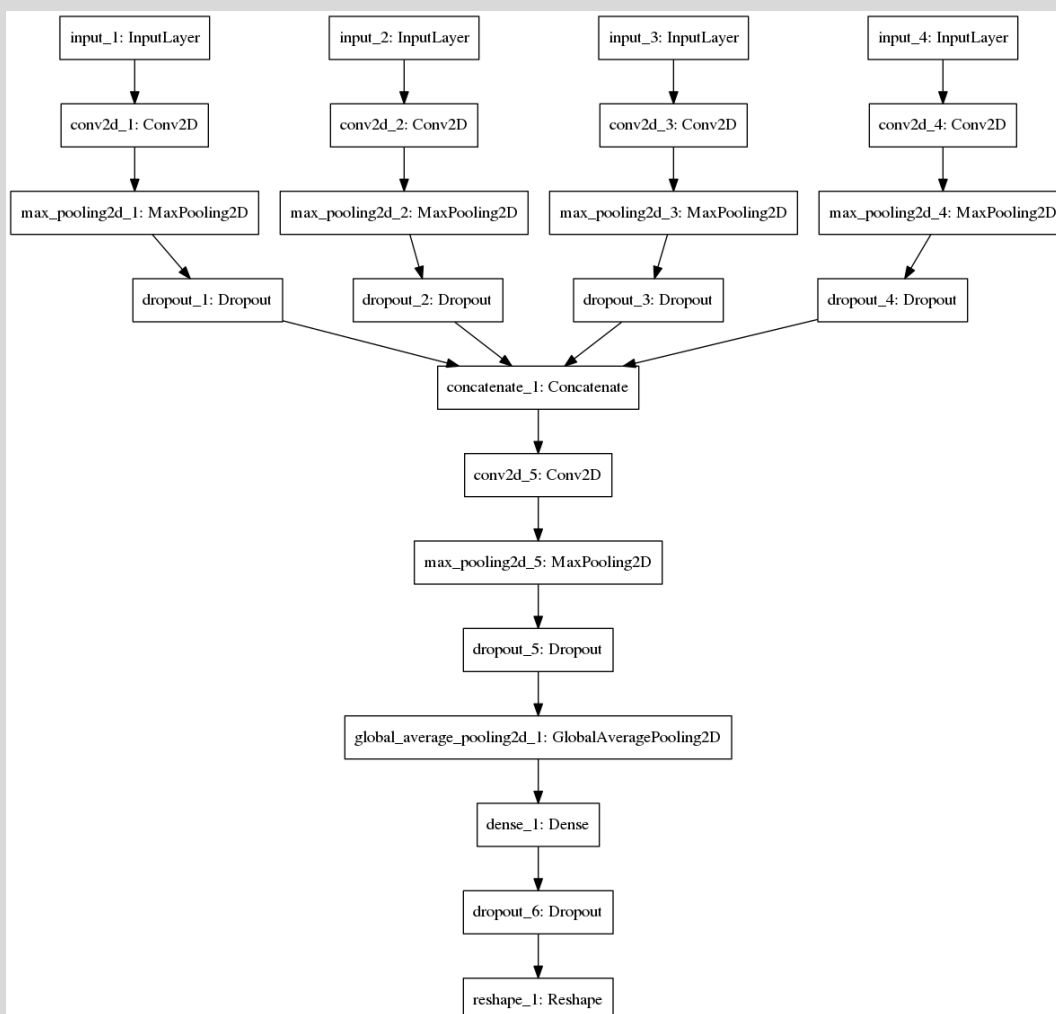 input_1: InputLayer
input_2: InputLayer
input_3: InputLayer
input_4: InputLayer
conv2d_1: Conv2D
conv2d_2: Conv2D
conv2d_3: Conv2D
conv2d_4: Conv2D
max_pooling2d_1: MaxPooling2D
max_pooling2d_2: MaxPooling2D
max_pooling2d_3: MaxPooling2D
max_pooling2d_4: MaxPooling2D
dropout_1: Dropout
dropout_2: Dropout
dropout_3: Dropout
dropout_4: Dropout
concatenate_1: Concatenate
conv2d_5: Conv2D
max_pooling2d_5: MaxPooling2D
dropout_5: Dropout
global_average_pooling2d_1: GlobalAveragePooling2D
dense_1: Dense
dropout_6: Dropout
reshape_1: Reshape